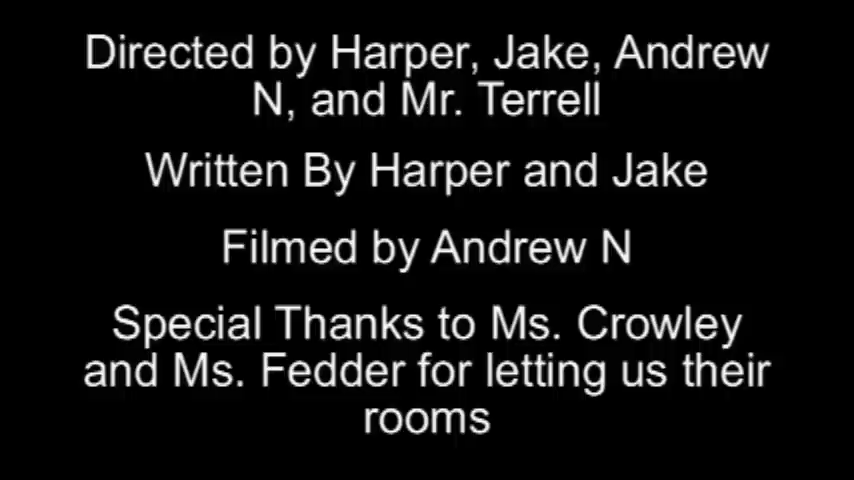 Directed by Harper, Jake, Andrew
N, and Mr. Terrell
Written By Harper and Jake
Filmed by Andrew N
Special Thanks to Ms. Crowley
and Ms. Fedder for letting us their
rooms